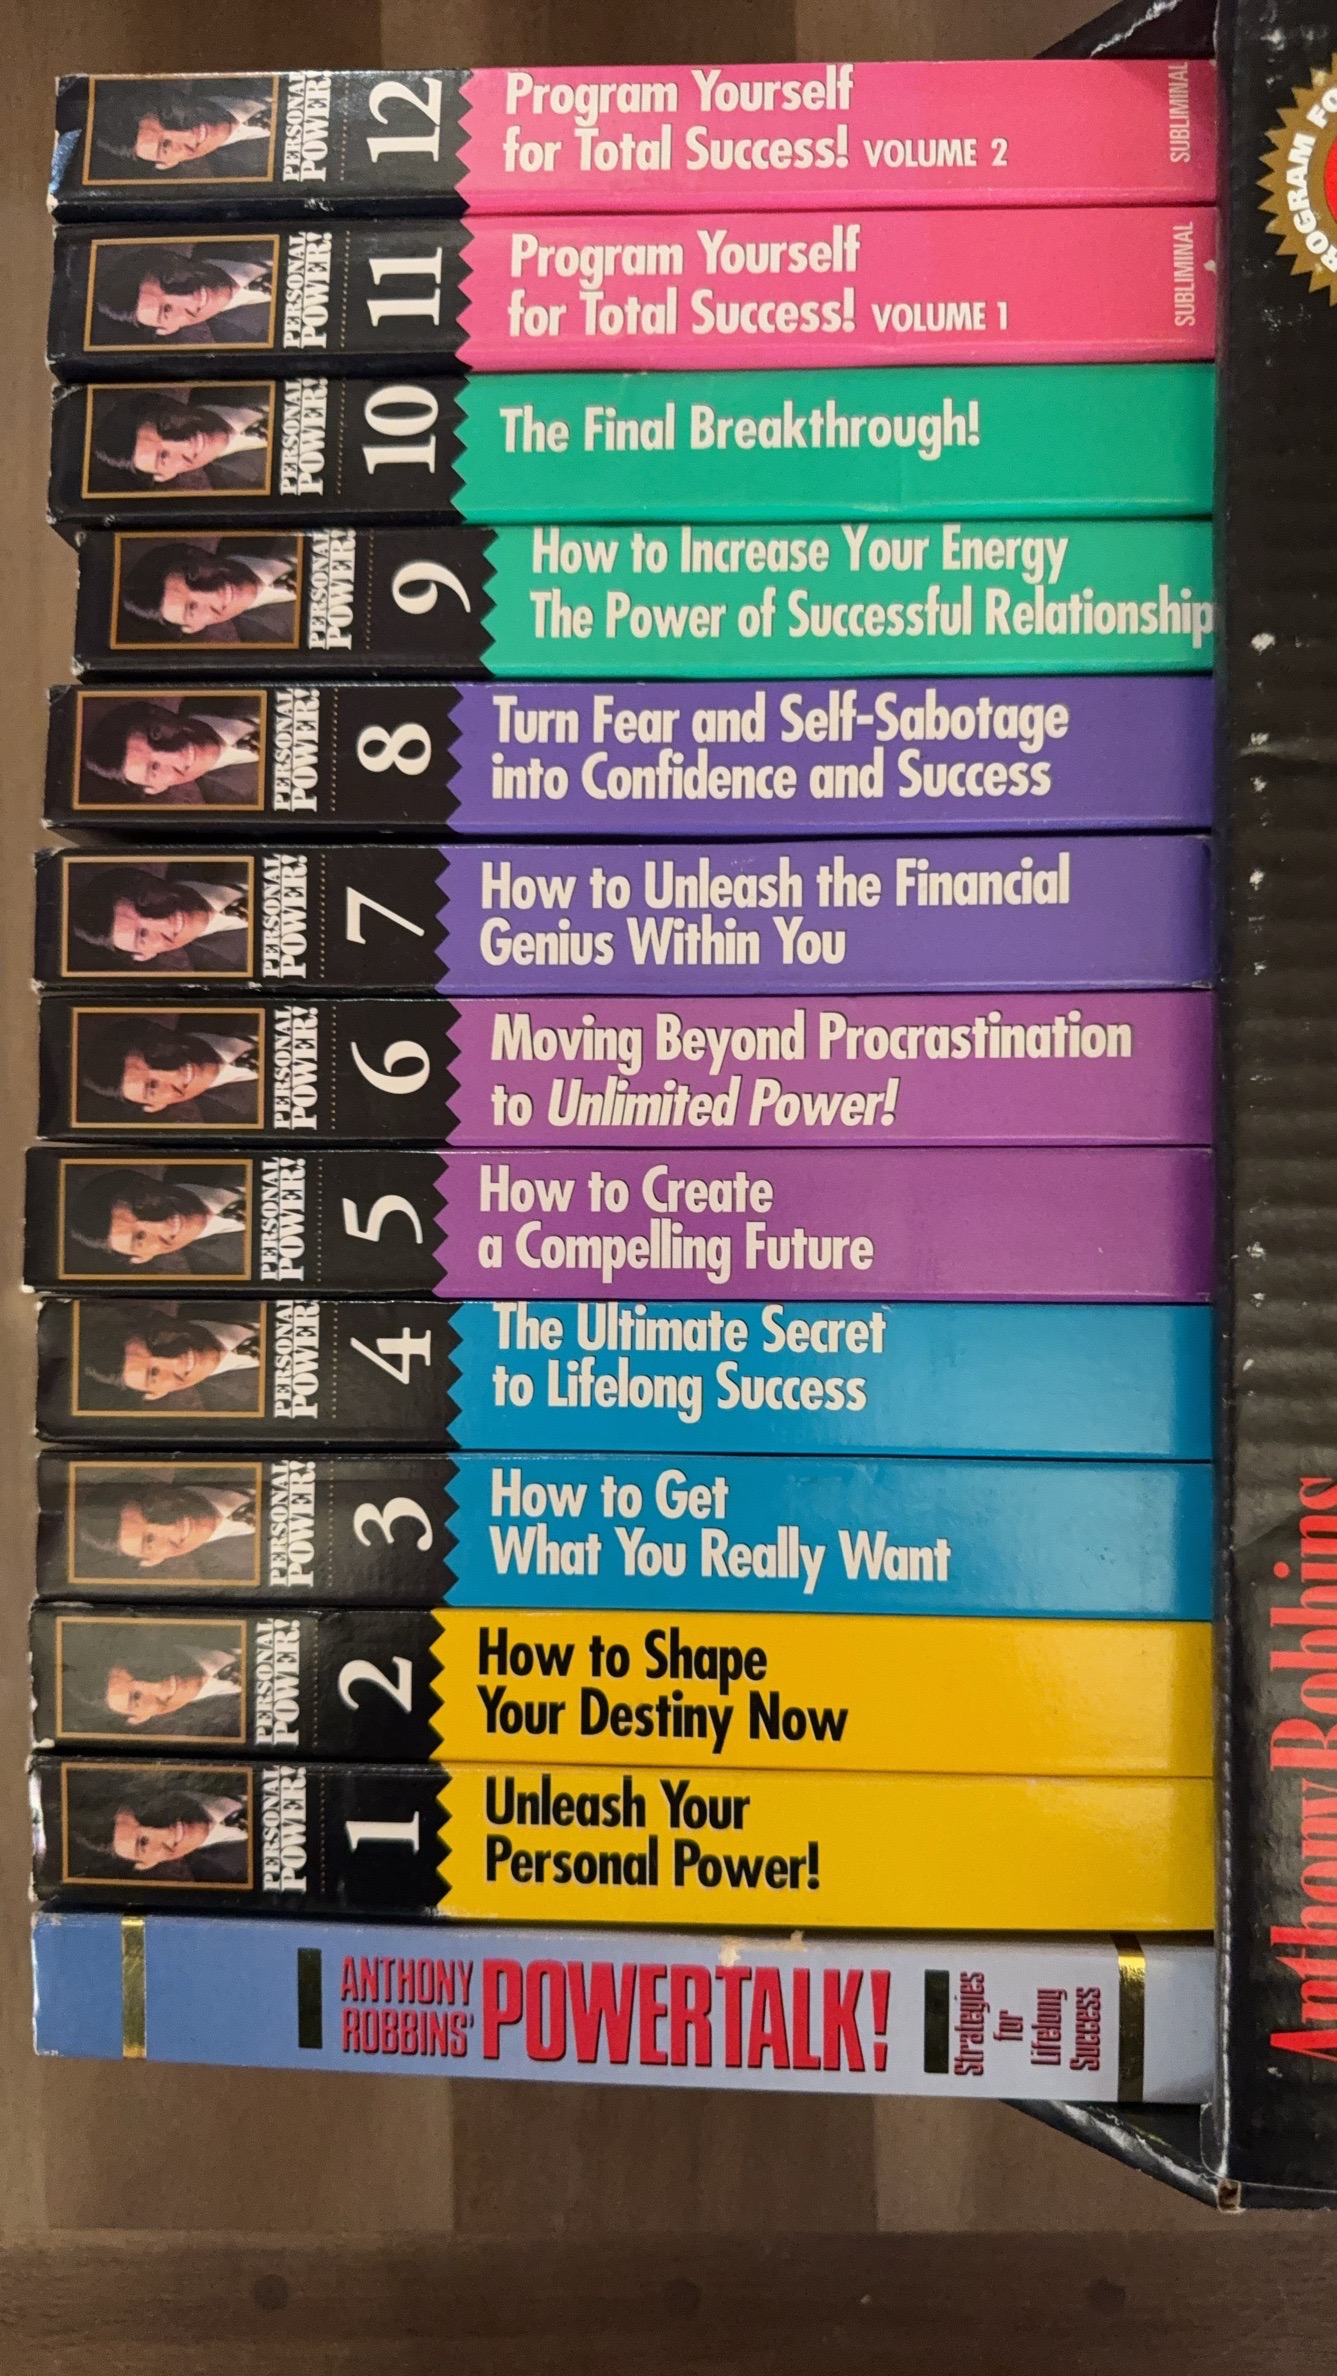 PERSONAL
POWER!
12
Program Yourself
for Total Success! VOLUME 2
SUBLIMINAL
PERSONAL
POWER!
11
Program Yourself
for Total Success! VOLUME 1
SUBLIMINAL
PERSONAL
POWER!
10
The Final Breakthrough!
PERSONAL
POWER!
9
How to Increase Your Energy
The Power of Successful Relationship
PERSONAL
POWER!
8
Turn Fear and Self-Sabotage
into Confidence and Success
PERSONAL
POWER!
7
How to Unleash the Financial
Genius Within You
PERSONAL
POWER!
6
Moving Beyond Procrastination
to Unlimited Power!
PERSONAL
POWER!
5
How to Create
a Compelling Future
PERSONAL
POWER!
4
The Ultimate Secret
to Lifelong Success
PERSONAL
POWER!
3
How to Get
What You Really Want
PERSONAL
POWER!
2
How to Shape
Your Destiny Now
PERSONAL
POWER!
1
Unleash Your
Personal Power!
ANTHONY
ROBBINS'
POWERTALK!
Strategies
for
Lifelong
Success
Anthony Robbins